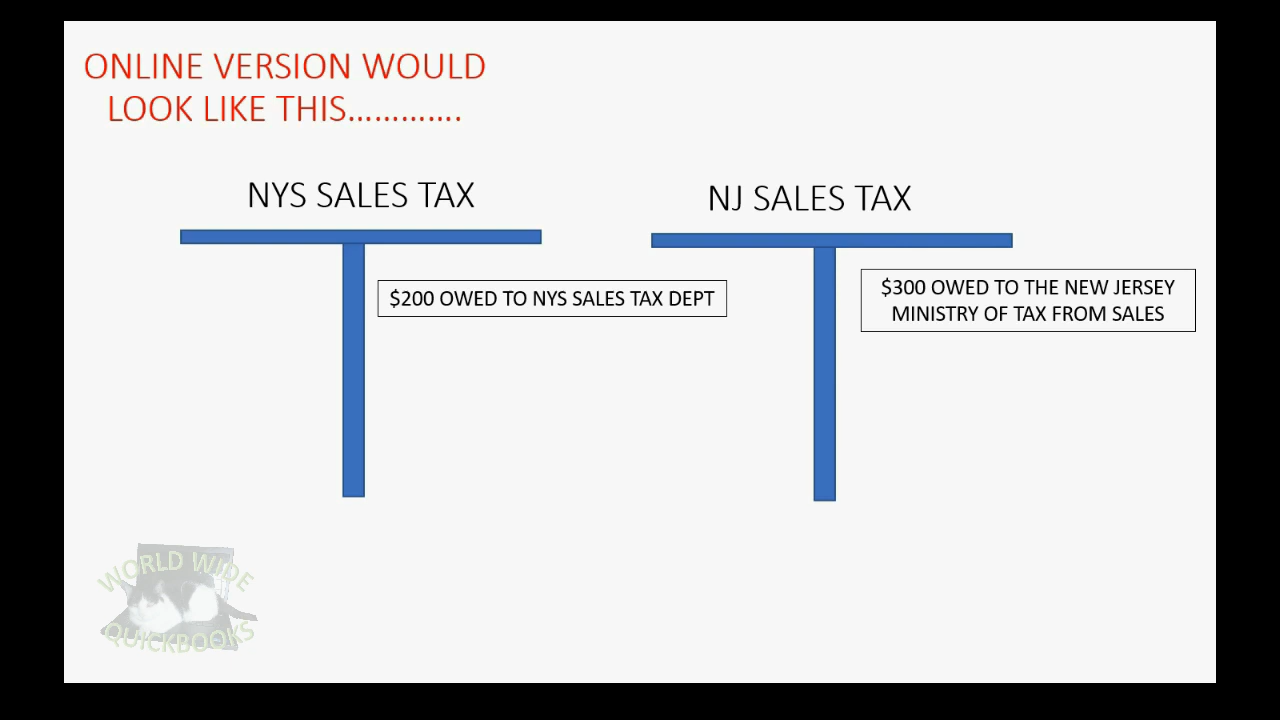 ONLINE VERSION WOULD
LOOK LIKE THIS.............
NYS SALES TAX
NJ SALES TAX
$200 OWED TO NYS SALES TAX DEPT
$300 OWED TO THE NEW JERSEY
MINISTRY OF TAX FROM SALES
WORLD WIDE
QUICKBOOKS